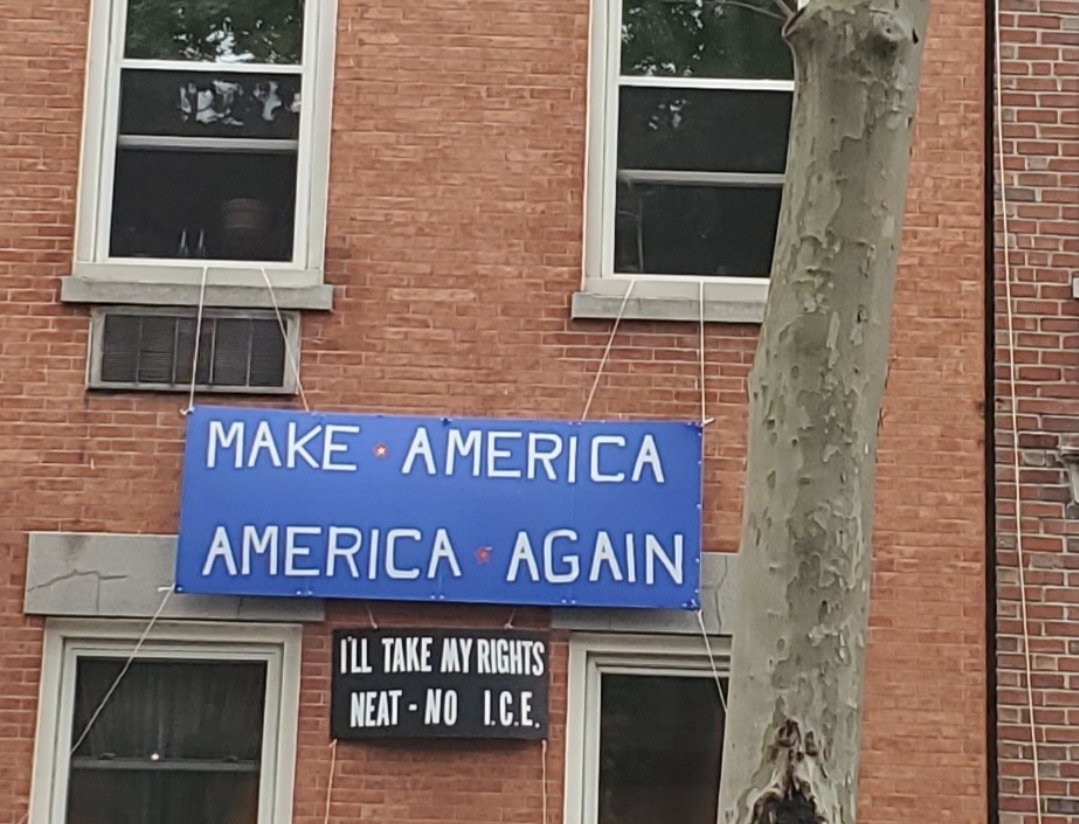 MAKE AMERICA
AMERICA AGAIN
I'LL TAKE MY RIGHTS
NEAT - NO I.C.E.